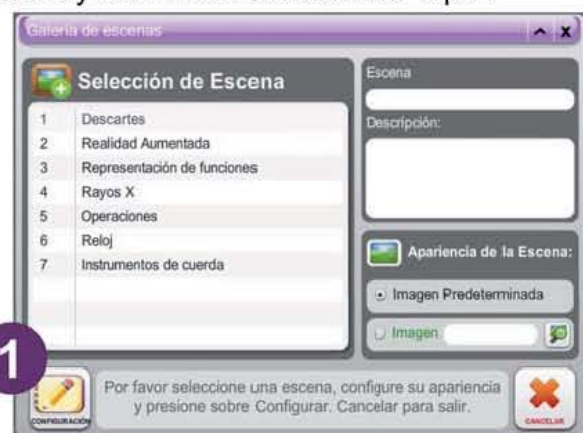 Galería de escenas
X
Selección de Escena
1 Descartes
2 Realidad Aumentada
3 Representación de funciones
4 Rayos X
5 Operaciones
6 Reloj
7 Instrumentos de cuerda
Escena
Descripción:
Apariencia de la Escena:
Imagen Predeterminada
Imagen
1
CONFIGURACIÓN
Por favor seleccione una escena, configure su apariencia
y presione sobre Configurar. Cancelar para salir.
CANCELAR